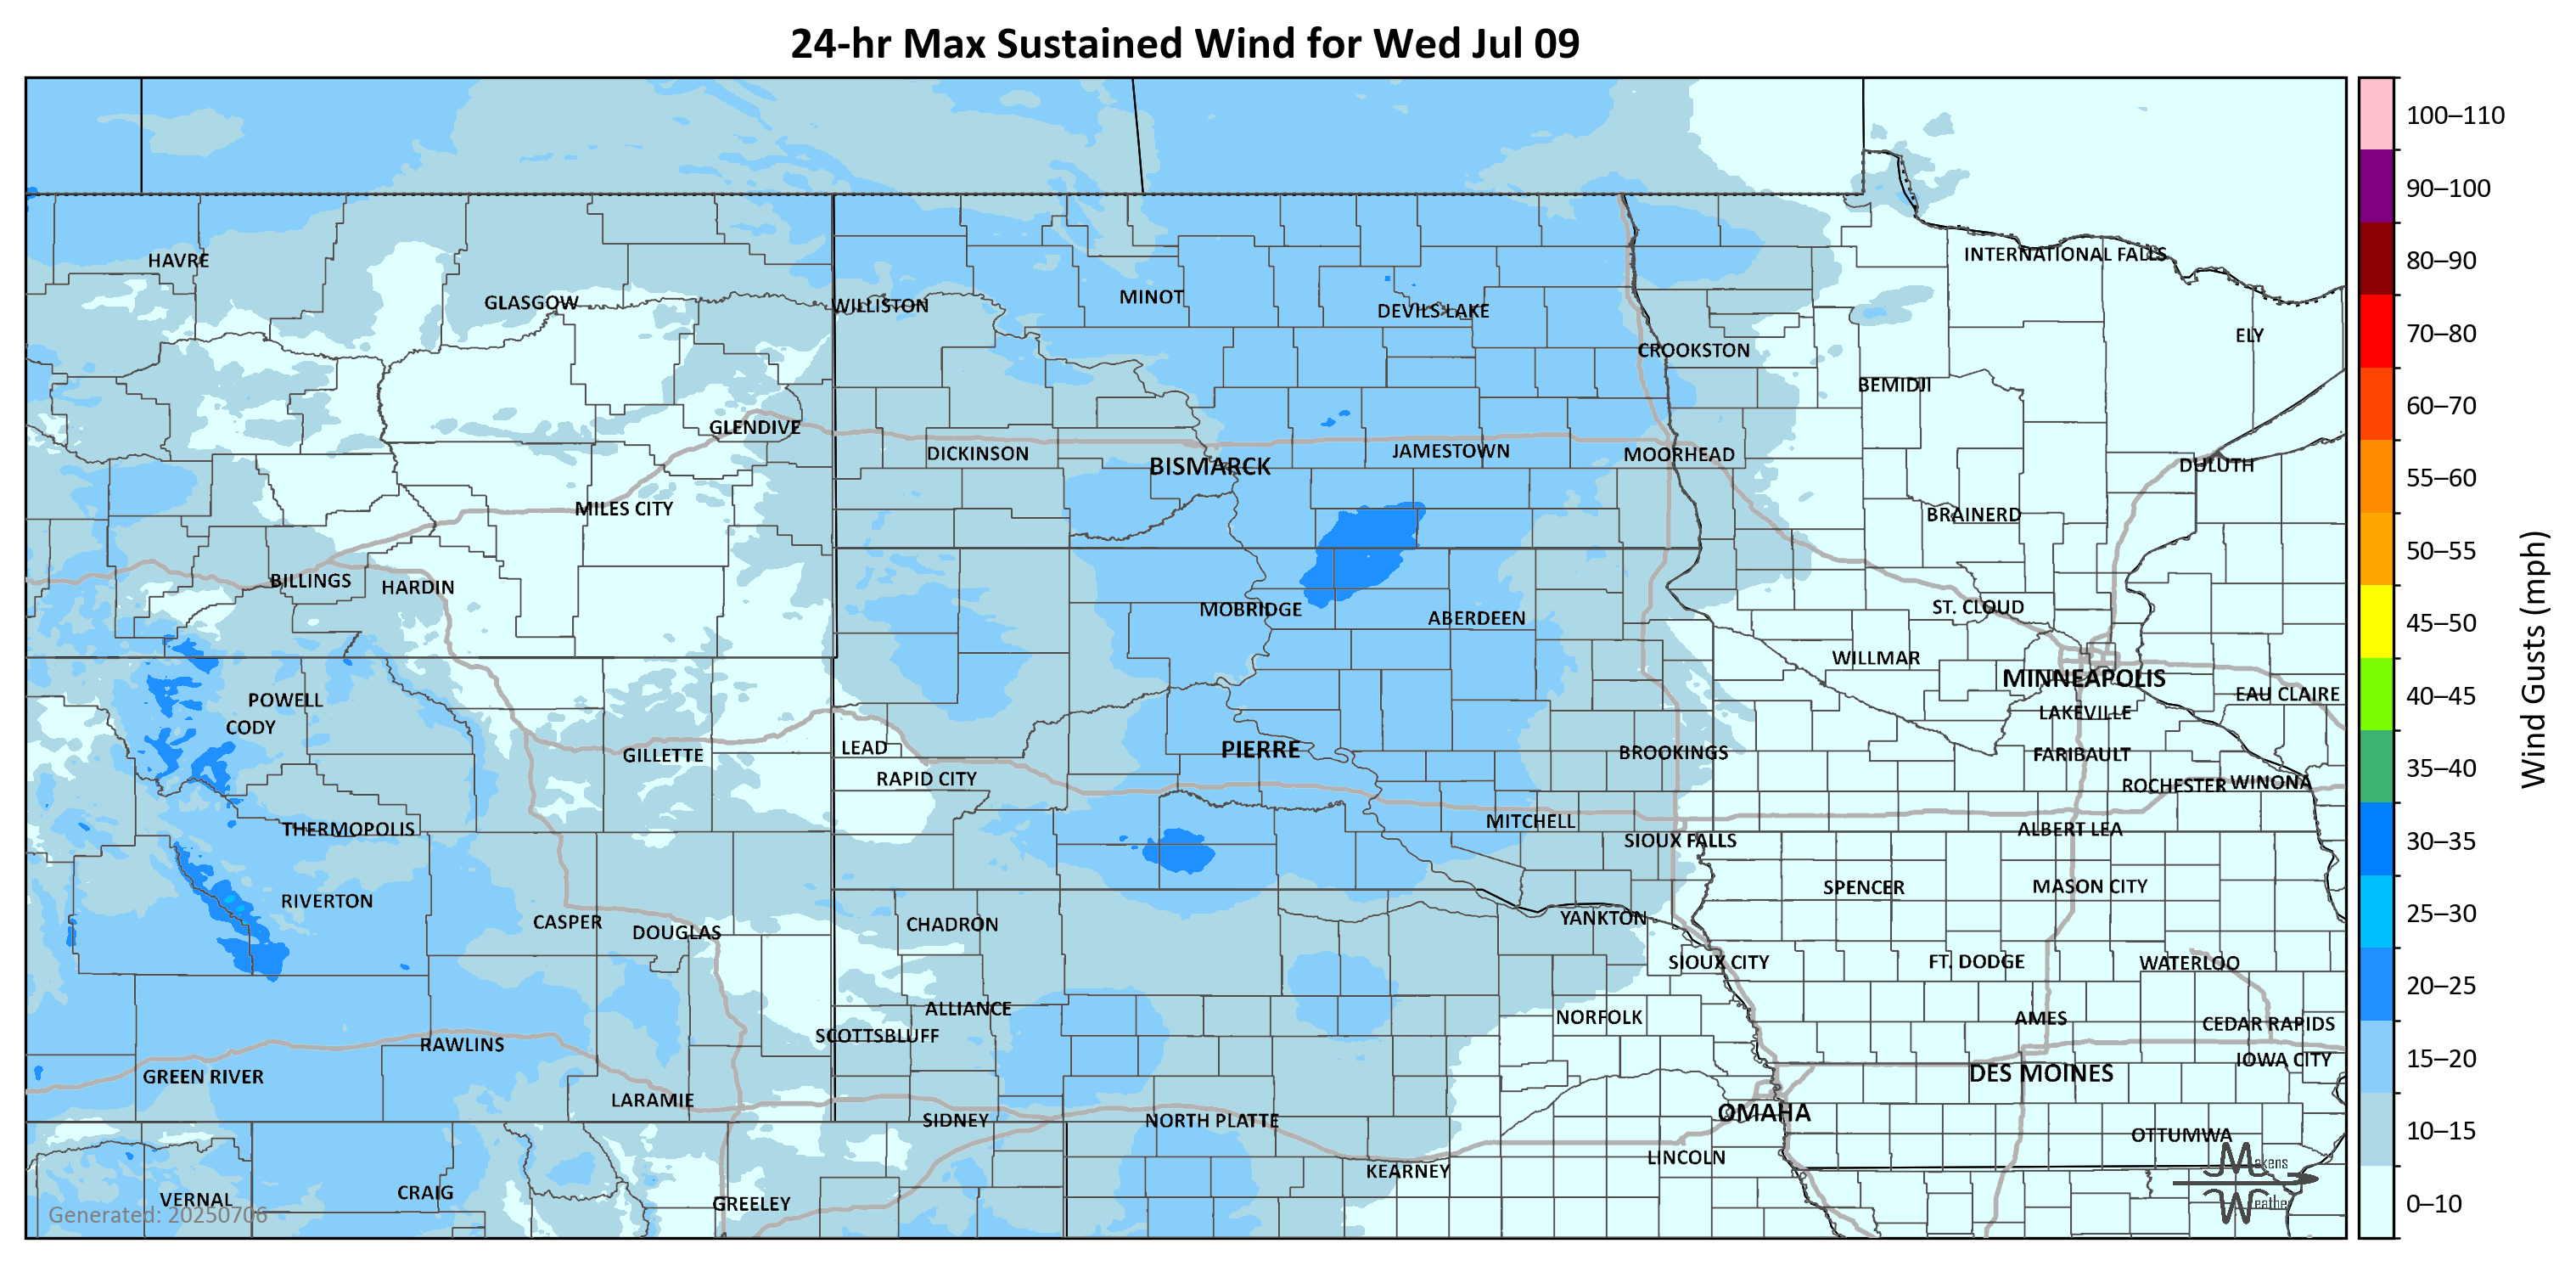 24-hr Max Sustained Wind for Wed Jul 09
100–110
90–100
80–90
70–80
60–70
55–60
50–55
45–50
40–45
35–40
30–35
25–30
20–25
15–20
10–15
0–10
Wind Gusts (mph)
HAVRE
INTERNATIONAL FALLS
GLASGOW
WILLISTON
MINOT
DEVILS LAKE
ELY
CROOKSTON
BEMIDJI
GLENDIVE
DICKINSON
BISMARCK
JAMESTOWN
MOORHEAD
DULUTH
MILES CITY
BRAINERD
BILLINGS
HARDIN
MOBRIDGE
ABERDEEN
ST. CLOUD
WILLMAR
MINNEAPOLIS
EAU CLAIRE
POWELL
CODY
LAKEVILLE
GILLETTE
LEAD
PIERRE
BROOKINGS
FARIBAULT
RAPID CITY
ROCHESTER
WINONA
THERMOPOLIS
MITCHELL
SIOUX FALLS
ALBERT LEA
RIVERTON
SPENCER
MASON CITY
CASPER
DOUGLAS
CHADRON
YANKTON
SIOUX CITY
FT. DODGE
WATERLOO
ALLIANCE
NORFOLK
AMES
CEDAR RAPIDS
SCOTTSBLUFF
RAWLINS
IOWA CITY
GREEN RIVER
DES MOINES
LARAMIE
SIDNEY
NORTH PLATTE
OMAHA
OTTUMWA
LINCOLN
KEARNEY
VERNAL
CRAIG
GREELEY
Generated: 20250706
Makens
Weather